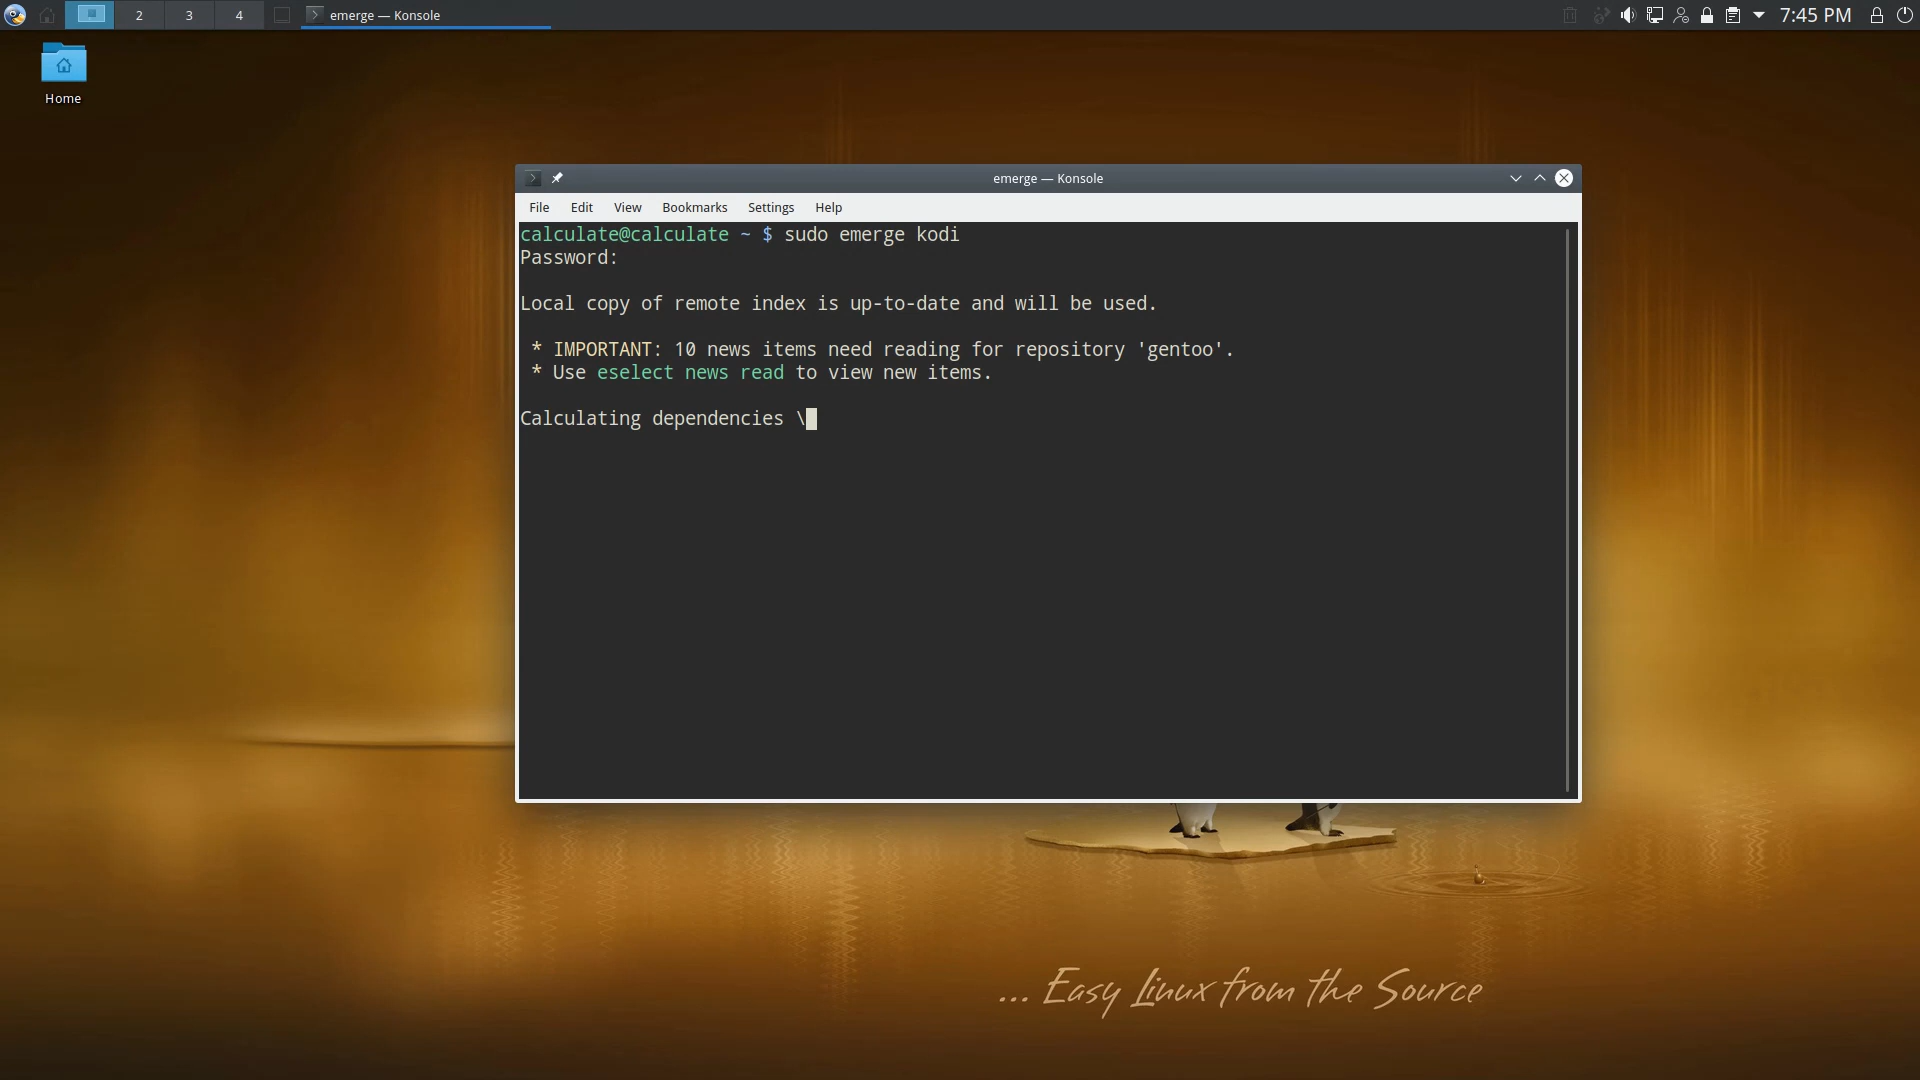 2
3
4
emerge — Konsole
7:45 PM
Home
emerge — Konsole
File Edit View Bookmarks Settings Help
calculate@calculate ~ $ sudo emerge kodi
Password:
Local copy of remote index is up-to-date and will be used.
* IMPORTANT: 10 news items need reading for repository 'gentoo'.
* Use eselect news read to view new items.
Calculating dependencies \
... Easy Linux from the Source